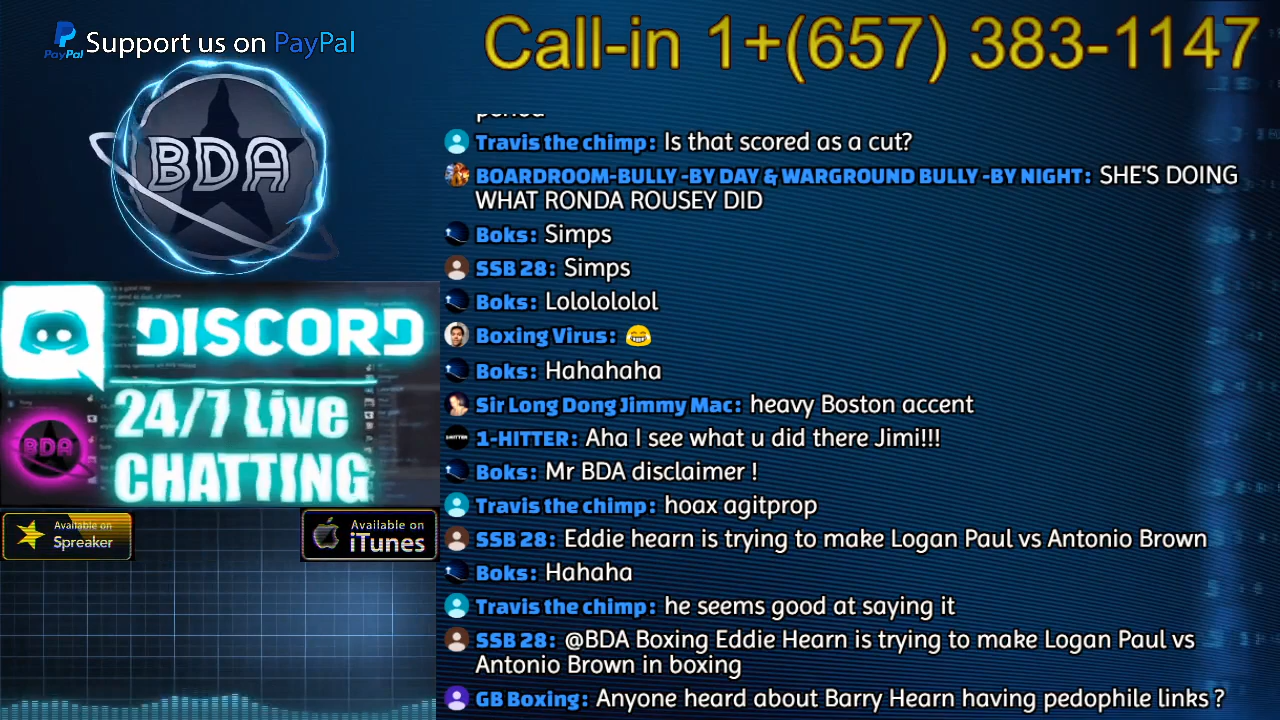 PayPal
Support us on PayPal
BDA
Call-in 1+(657) 383-1147
Travis the chimp: Is that scored as a cut?
BOARDROOM-BULLY -BY DAY & WARGROUND BULLY -BY NIGHT: SHE'S DOING
WHAT RONDA ROUSEY DID
Boks: Simps
SSB 28: Simps
Boks: Lolololololol
Boxing Virus: 😁
Boks: Hahahaha
Sir Long Dong Jimmy Mac: heavy Boston accent
1-HITTER: Aha I see what u did there Jimi!!!
Boks: Mr BDA disclaimer !
Travis the chimp: hoax agitprop
SSB 28: Eddie hearn is trying to make Logan Paul vs Antonio Brown
Boks: Hahaha
Travis the chimp: he seems good at saying it
SSB 28: @BDA Boxing Eddie Hearn is trying to make Logan Paul vs
Antonio Brown in boxing
GB Boxing: Anyone heard about Barry Hearn having pedophile links ?
DISCORD
24/7 Live
CHATTING
BDA
Available on
Spreaker
Available on
iTunes